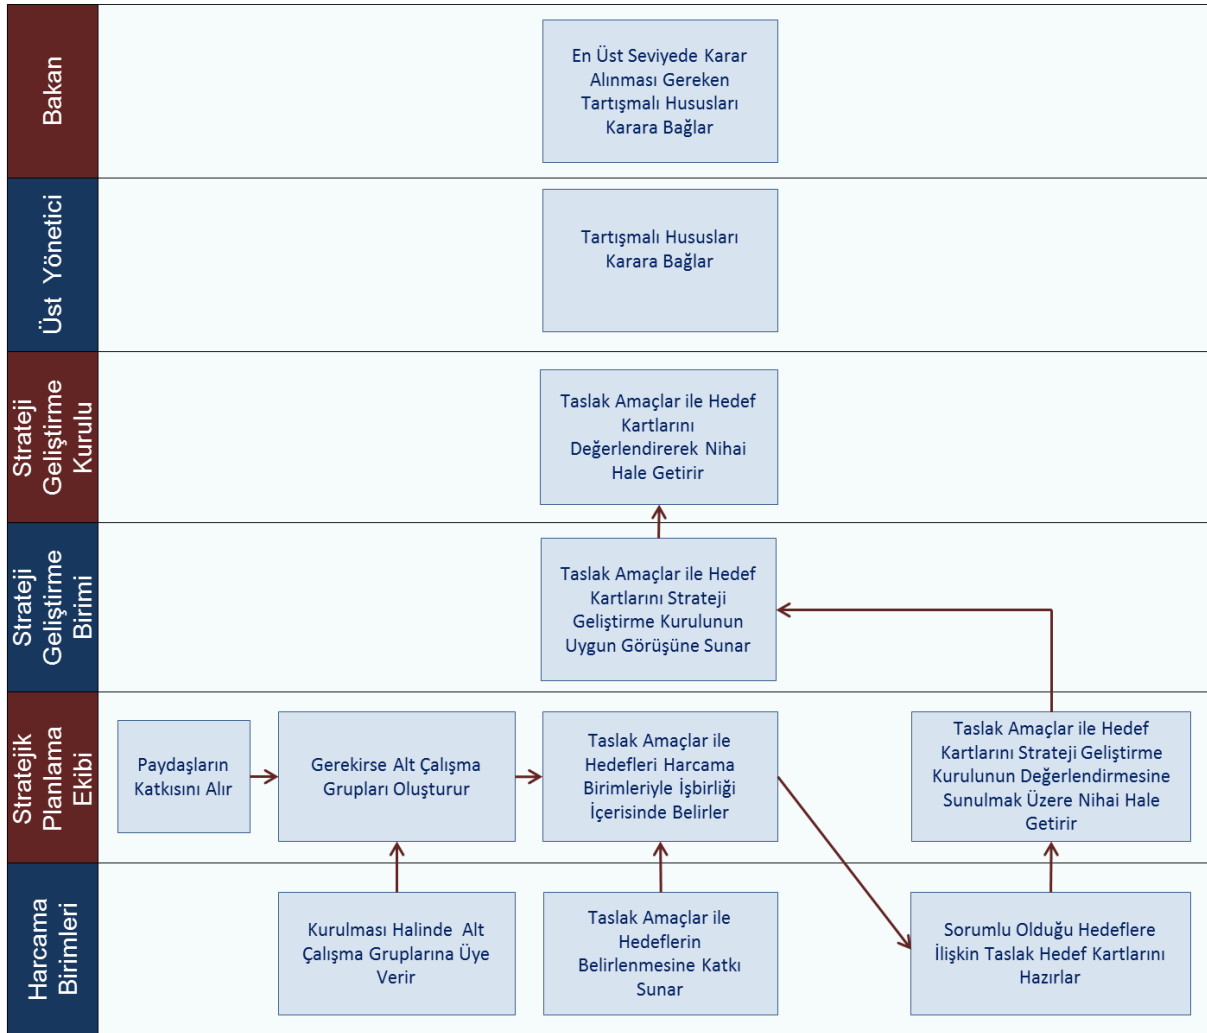 Bakan
En Üst Seviyede Karar
Alınması Gereken
Tartışmalı Hususları
Karara Bağlar
Üst Yönetici
Tartışmalı Hususları
Karara Bağlar
Strateji
Geliştirme
Kurulu
Taslak Amaçlar ile Hedef
Kartlarını
Değerlendirerek Nihai
Hale Getirir
Strateji
Geliştirme
Birimi
Taslak Amaçlar ile Hedef
Kartlarını Strateji
Geliştirme Kurulunun
Uygun Görüşüne Sunar
Stratejik
Planlama
Ekibi
Paydaşların
Katkısını Alır
Gerekirse Alt Çalışma
Grupları Oluşturur
Taslak Amaçlar ile
Hedefleri Harcama
Birimleriyle İşbirliği
İçerisinde Belirler
Taslak Amaçlar ile Hedef
Kartlarını Strateji Geliştirme
Kurulunun Değerlendirmesine
Sunulmak Üzere Nihai Hale
Getirir
Harcama
Birimleri
Kurulması Halinde Alt
Çalışma Gruplarına Üye
Verir
Taslak Amaçlar ile
Hedeflerin
Belirlenmesine Katkı
Sunar
Sorumlu Olduğu Hedeflere
İlişkin Taslak Hedef Kartlarını
Hazırlar